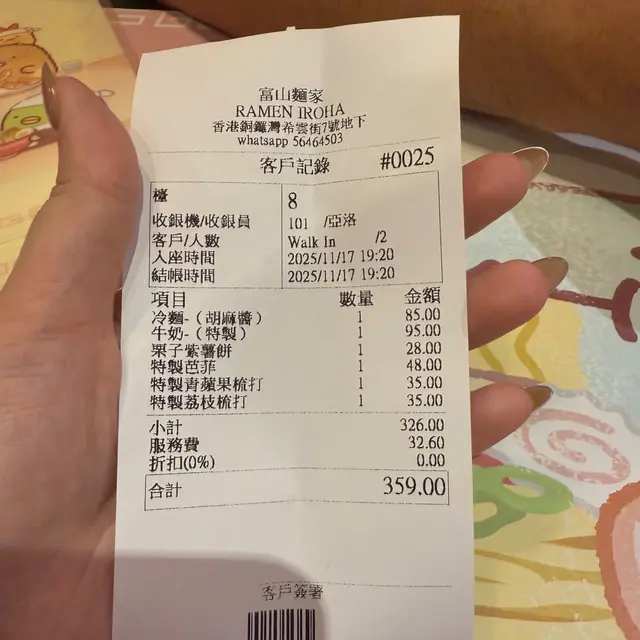 富山麵家
RAMEN IROHA
香港銅鑼灣希雲街7號地下
whatsapp 56464503
客戶記錄 #0025
檯 8
收銀機/收銀員 101 /亞洛
客戶/人數 Walk In /2
入座時間 2025/11/17 19:20
結帳時間 2025/11/17 19:20
項目 數量 金額
冷麵-（胡麻醬） 1 85.00
牛奶-（特製） 1 95.00
栗子紫薯餅 1 28.00
特製芭菲 1 48.00
特製青蘋果梳打 1 35.00
特製荔枝梳打 1 35.00
小計 326.00
服務費 32.60
折扣(0%) 0.00
合計 359.00
客戶簽署